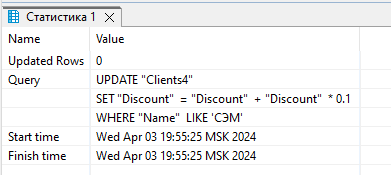 Статистика 1
Name Value
Updated Rows 0
Query UPDATE "Clients4"
SET "Discount" = "Discount" + "Discount" * 0.1
WHERE "Name" LIKE 'СЭМ'
Start time Wed Apr 03 19:55:25 MSK 2024
Finish time Wed Apr 03 19:55:25 MSK 2024